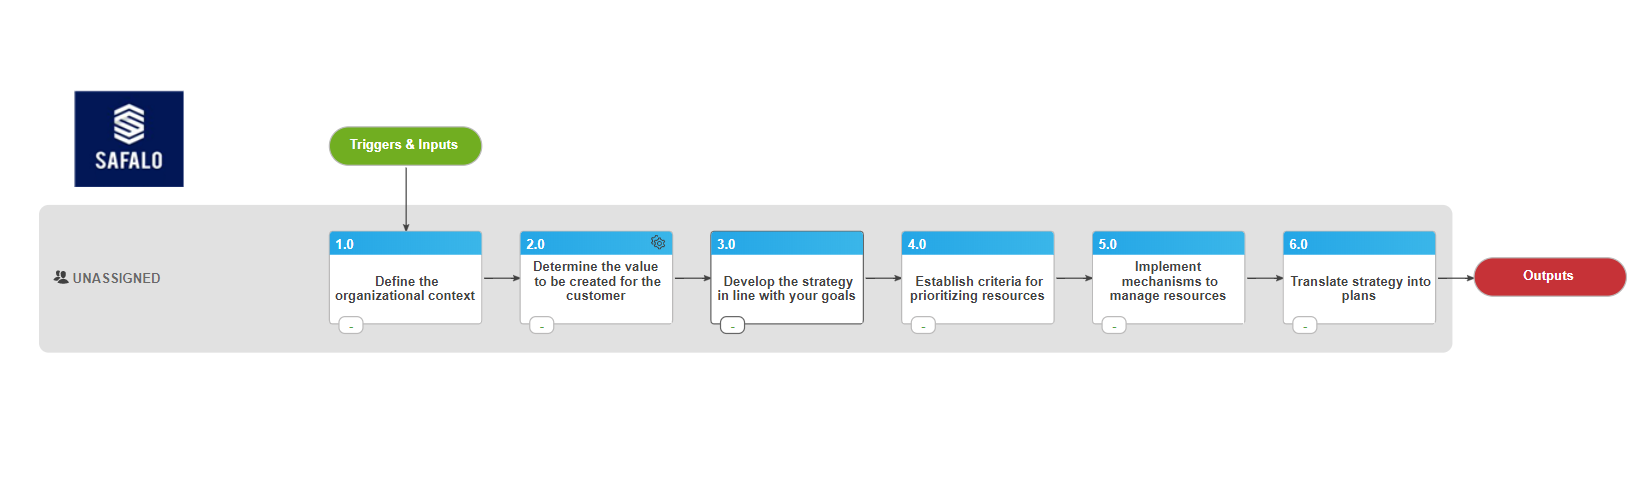 SAFALO
Triggers & Inputs
UNASSIGNED
1.0
Define the
organizational context
-
2.0
Determine the value
to be created for the
customer
-
3.0
Develop the strategy
in line with your goals
-
4.0
Establish criteria for
prioritizing resources
-
5.0
Implement
mechanisms to
manage resources
-
6.0
Translate strategy into
plans
-
Outputs